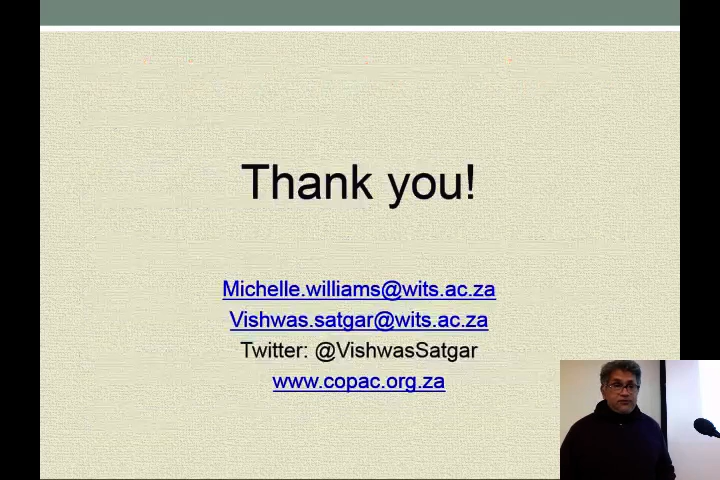 Thank you!
Michelle.williams@wits.ac.za
Vishwas.satgar@wits.ac.za
Twitter: @VishwasSatgar
www.copac.org.za